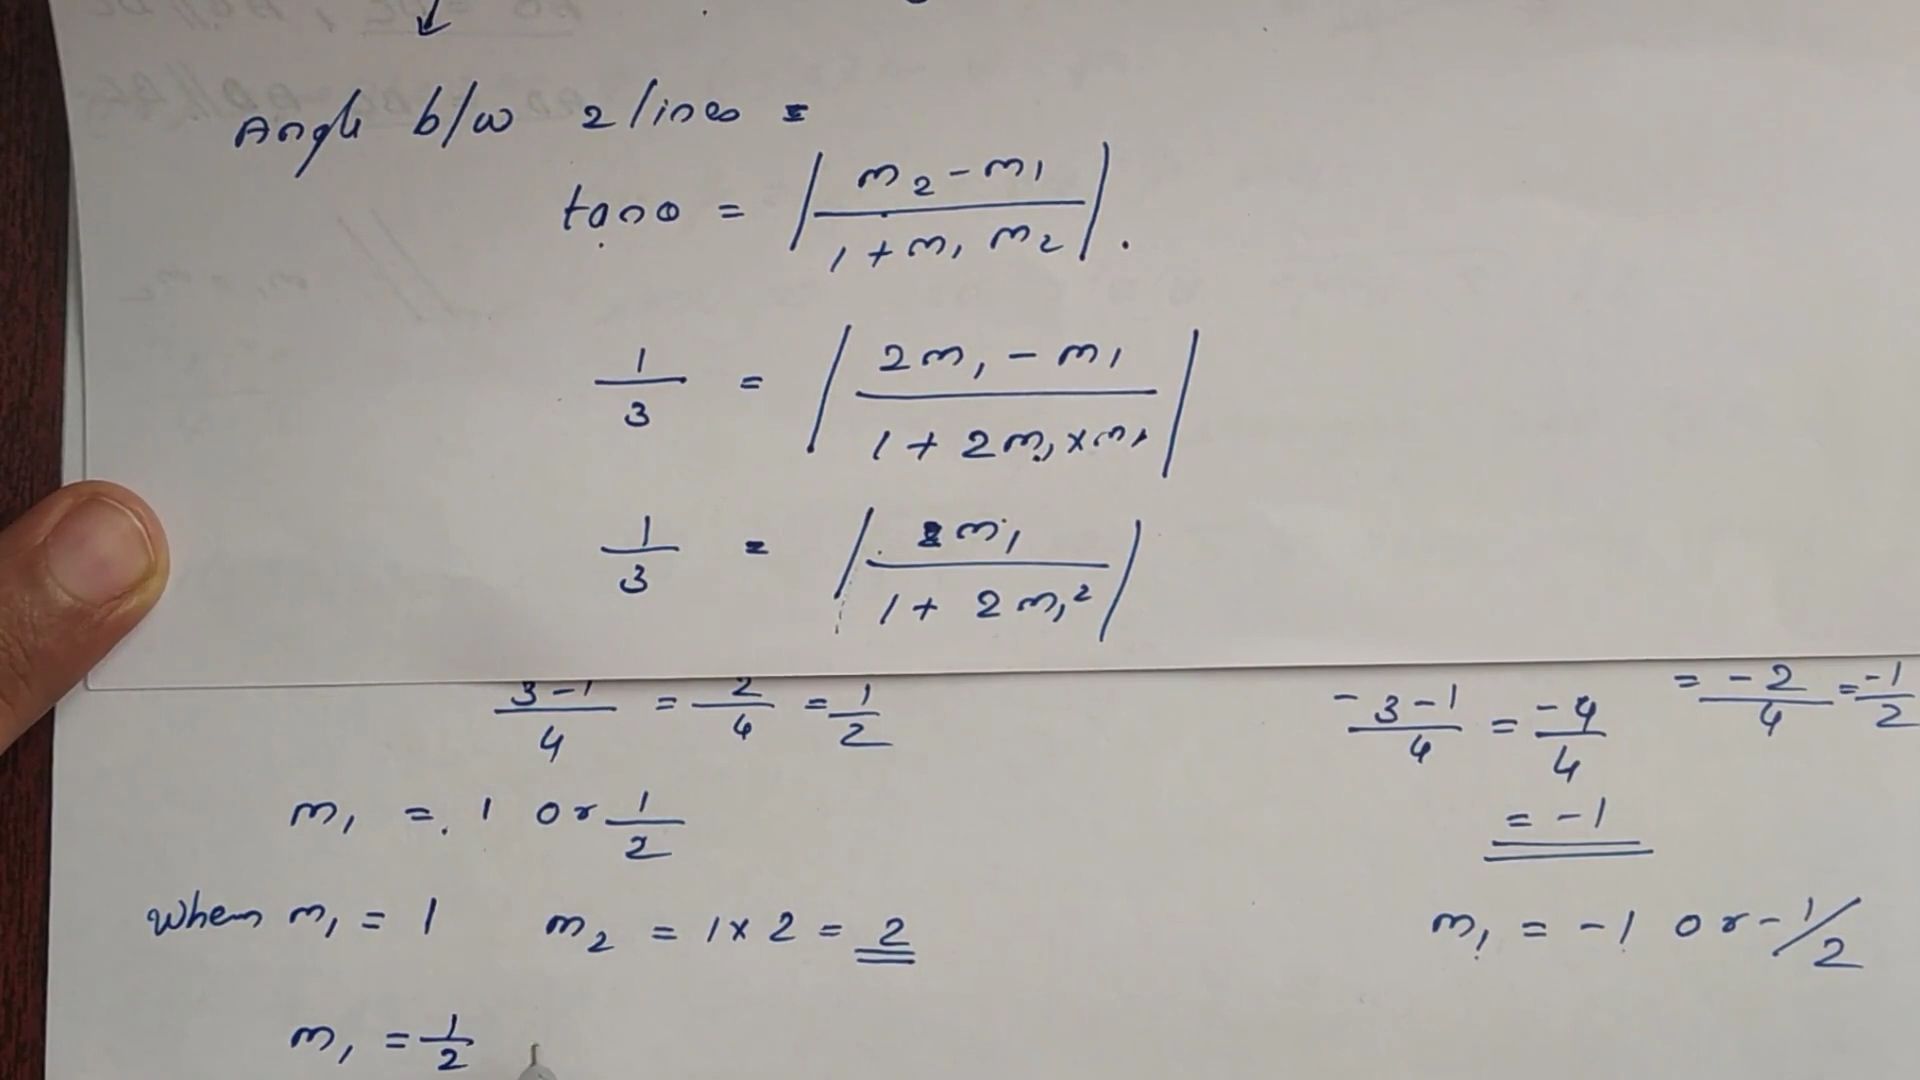 Angle b/w 2 lines =
tanθ = | m₂ - m₁ / 1 + m₁ m₂ | .
1/3 = | 2m₁ - m₁ / 1 + 2m₁ × m₁ |
1/3 = | m₁ / 1 + 2m₁² |
3-1/4 = 2/4 = 1/2
m₁ = 1 or 1/2
When m₁ = 1 m₂ = 1 × 2 = 2
m₁ = 1/2
= -2/4 = -1/2
-3-1/4 = -4/4
= -1
m₁ = -1 or -1/2